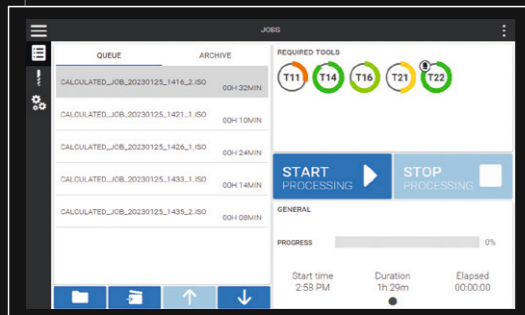 JOBS
QUEUE ARCHIVE
CALCULATED_JOB_20230125_1416_2.ISO 00H 32MIN
CALCULATED_JOB_20230125_1421_1.ISO 00H 10MIN
CALCULATED_JOB_20230125_1426_1.ISO 00H 24MIN
CALCULATED_JOB_20230125_1433_1.ISO 00H 14MIN
CALCULATED_JOB_20230125_1435_2.ISO 00H 08MIN
REQUIRED TOOLS
T11 T14 T16 T21 T22
START PROCESSING
STOP PROCESSING
GENERAL
PROGRESS 0%
Start time Duration Elapsed
2:58 PM 1h 29m 00:00:00